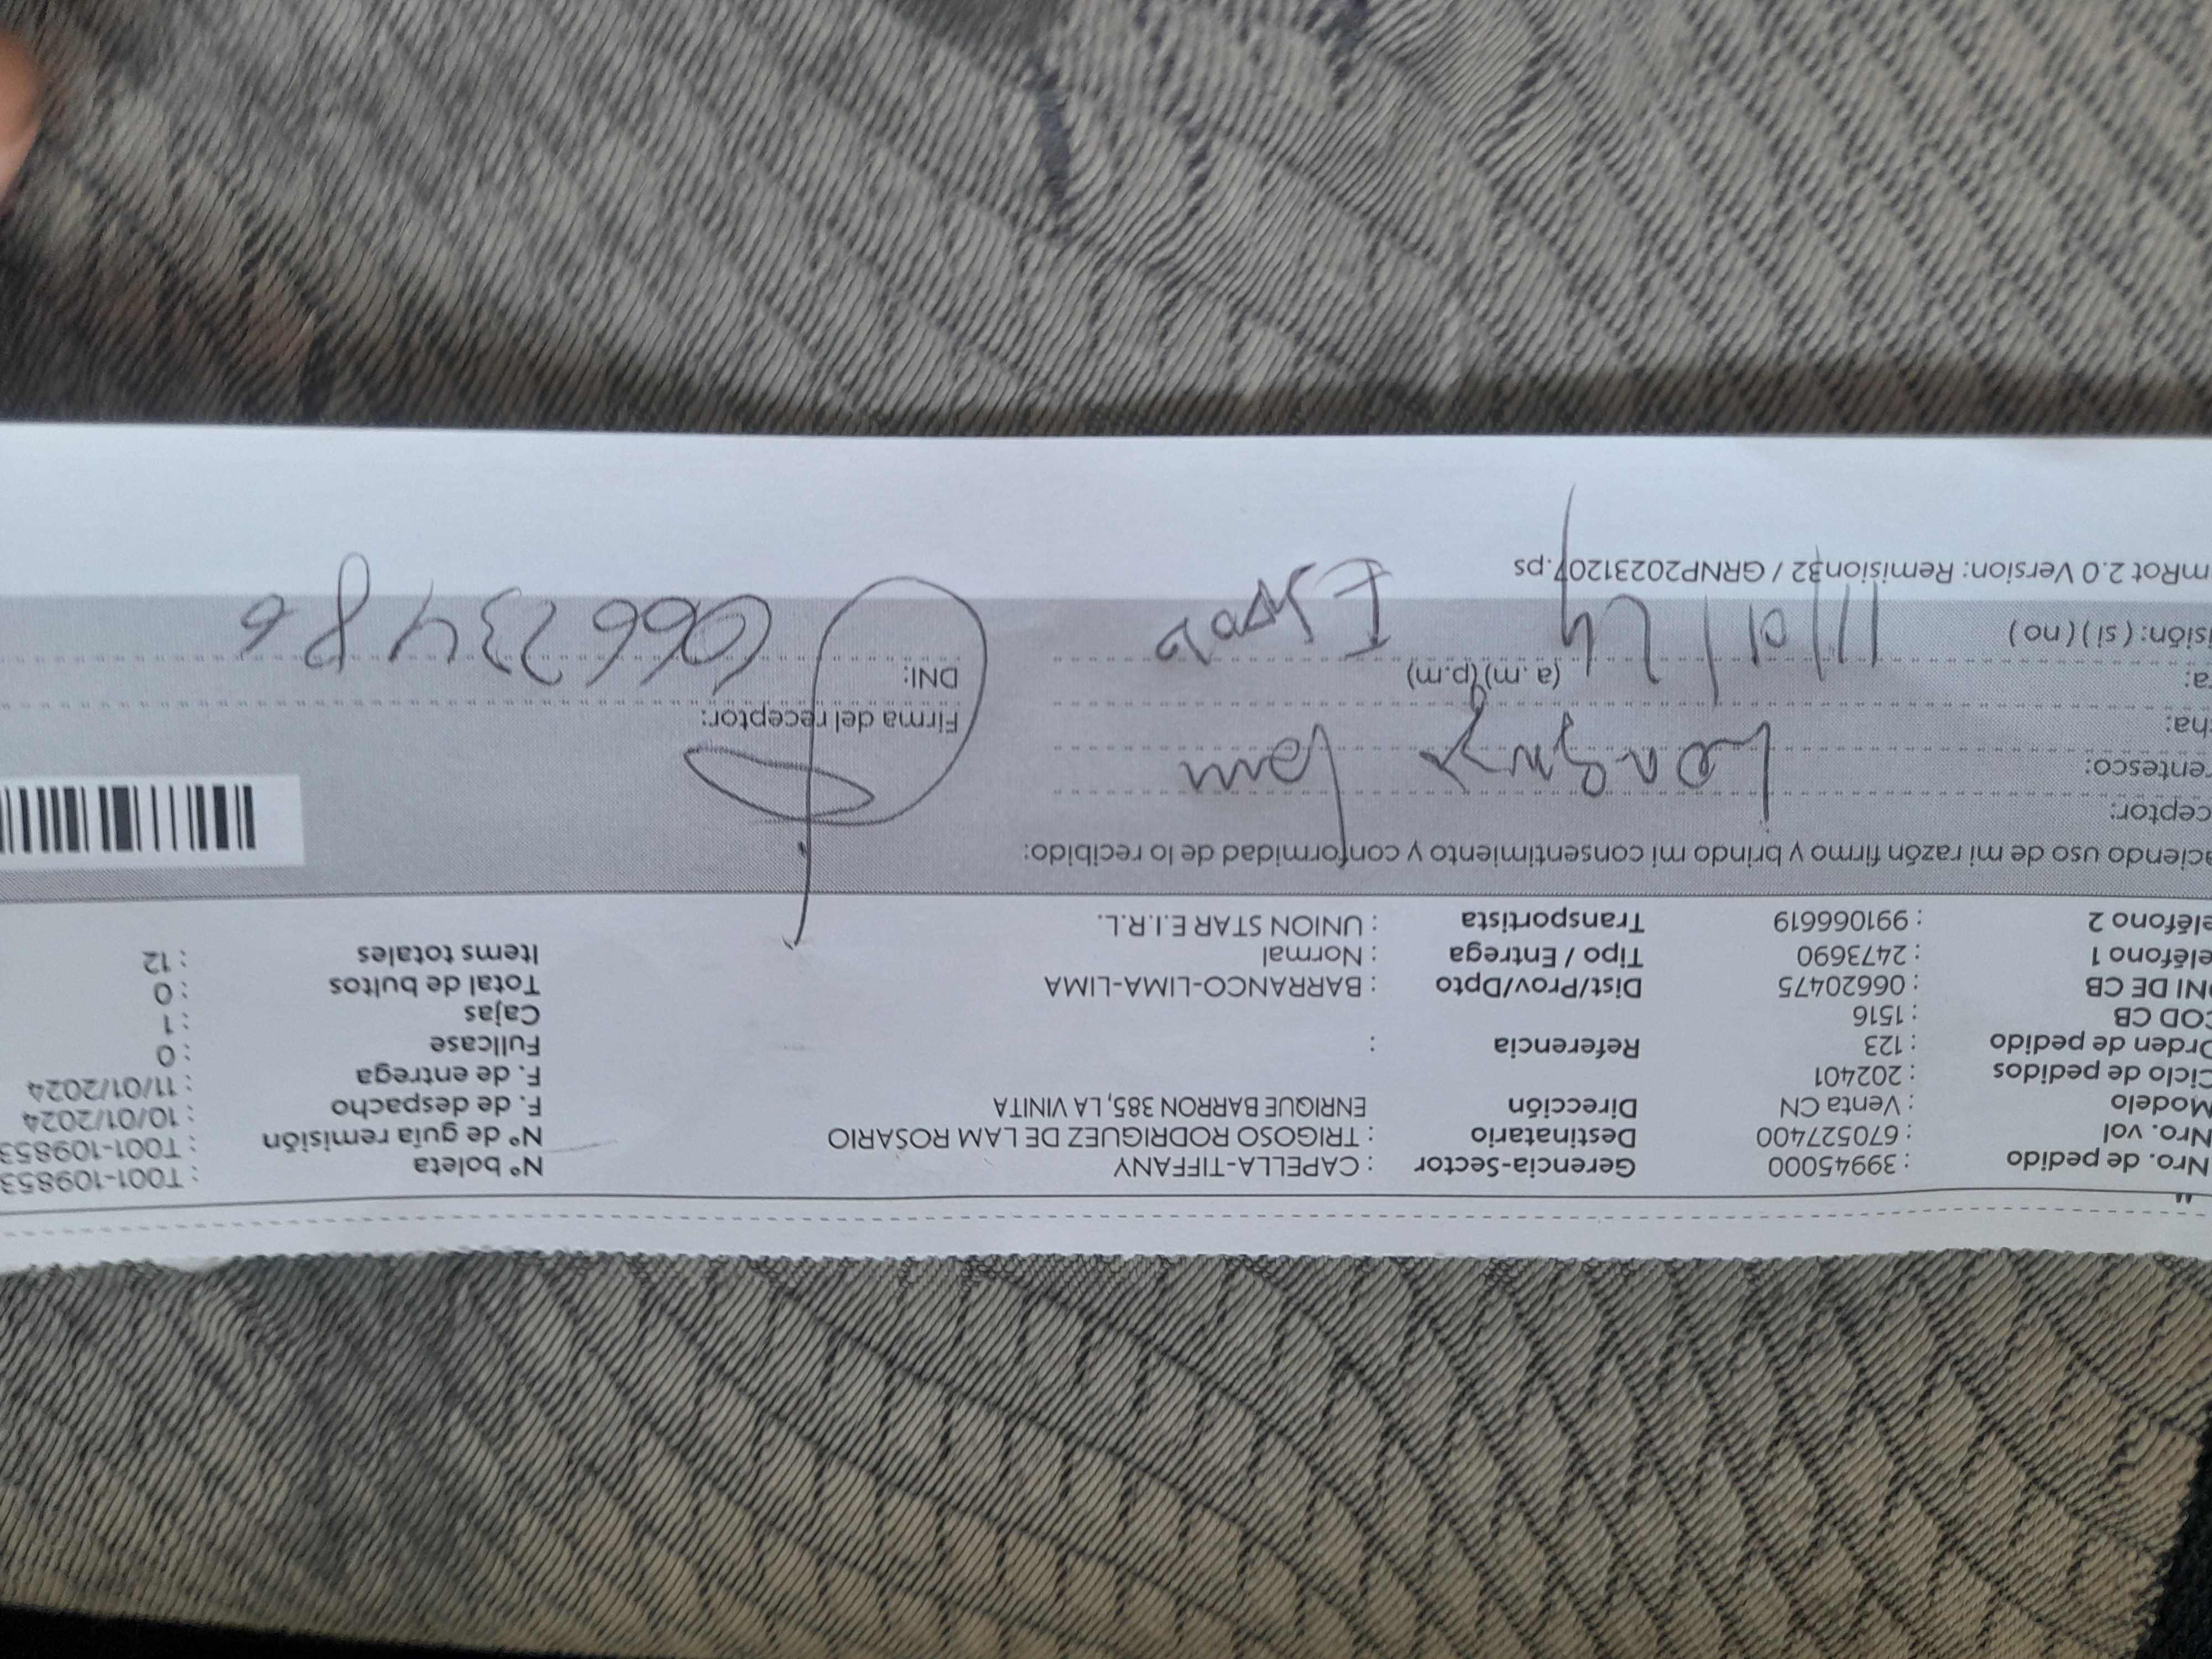 Nro. de pedido : 39945000 Gerencia-Sector : CAPELLA-TIFFANY Nº boleta : T001-109853
Nro. vol : 670527400 Destinatario : TRIGOSO RODRIGUEZ DE LAM ROSARIO Nº de guía remisión : T001-109853
Modelo : Venta CN Dirección ENRIQUE BARRON 385, LA VINITA F. de despacho : 10/01/2024
Ciclo de pedidos : 202401 F. de entrega : 11/01/2024
Orden de pedido : 123 Referencia : Fullcase : 0
COD CB : 1516 Cajas : 1
DNI DE CB : 06620475 Dist/Prov/Dpto : BARRANCO-LIMA-LIMA Total de bultos : 0
eléfono 1 : 2473690 Tipo / Entrega : Normal Items totales : 12
eléfono 2 : 991066619 Transportista : UNION STAR E.I.R.L.
aciendo uso de mi razón firmo y brindo mi consentimiento y conformidad de lo recibido:
ceptor: Lam
entesco:
cha: Firma del receptor:
a: (a.m)(p.m) DNI: 06623486
isión: ( si ) ( no ) 11/01/24
mRot 2.0 Version: Remision32 / GRNP20231207.ps